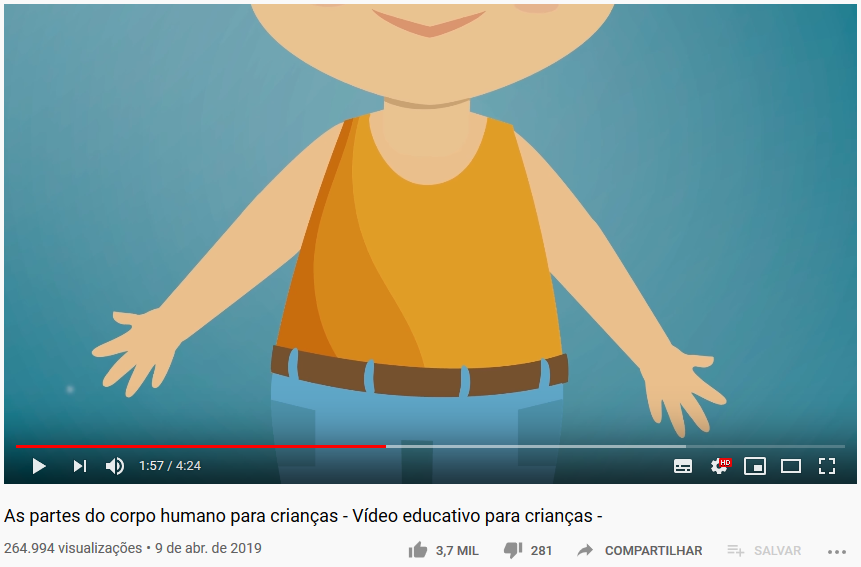 HD
1:57 / 4:24
As partes do corpo humano para crianças - Vídeo educativo para crianças -
264.994 visualizações • 9 de abr. de 2019 3,7 MIL 281 COMPARTILHAR SALVAR